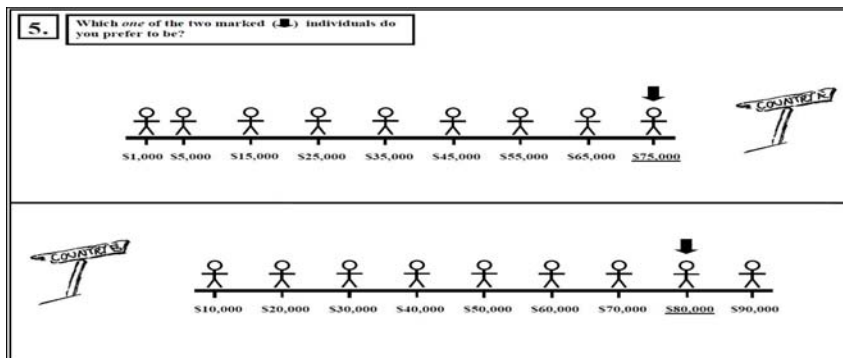 5.
Which one of the two marked (⬇) individuals do
you prefer to be?
COUNTRY A
$1,000 $5,000 $15,000 $25,000 $35,000 $45,000 $55,000 $65,000 $75,000
COUNTRY B
$10,000 $20,000 $30,000 $40,000 $50,000 $60,000 $70,000 $80,000 $90,000